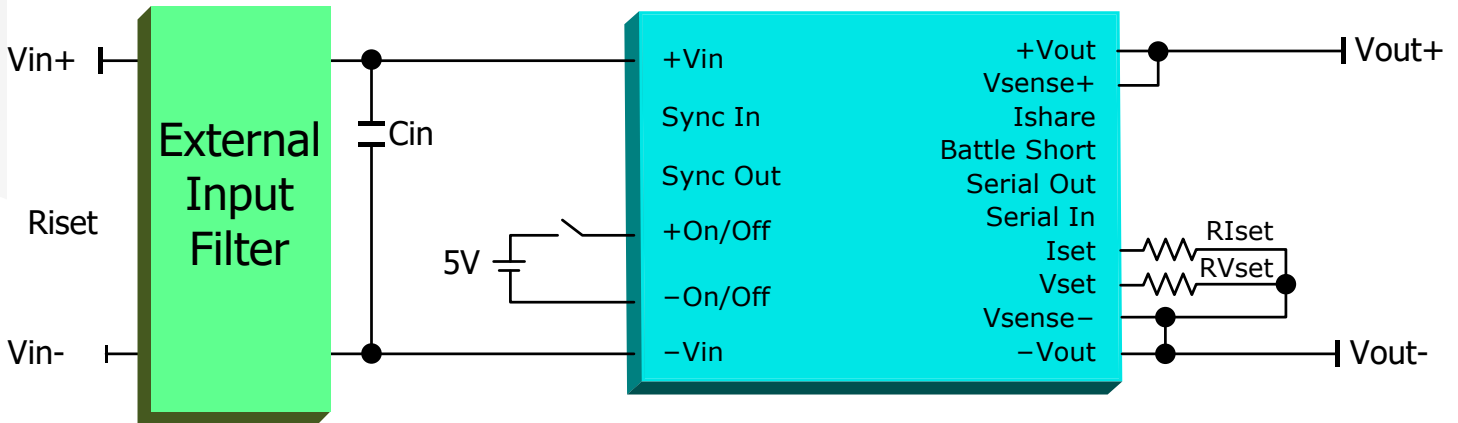 Vin+
Riset
Vin-
External
Input
Filter
Cin
5V
+Vin
Sync In
Sync Out
+On/Off
−On/Off
−Vin
+Vout
Vsense+
Ishare
Battle Short
Serial Out
Serial In
Iset
Vset
Vsense−
−Vout
RIset
RVset
Vout+
Vout-